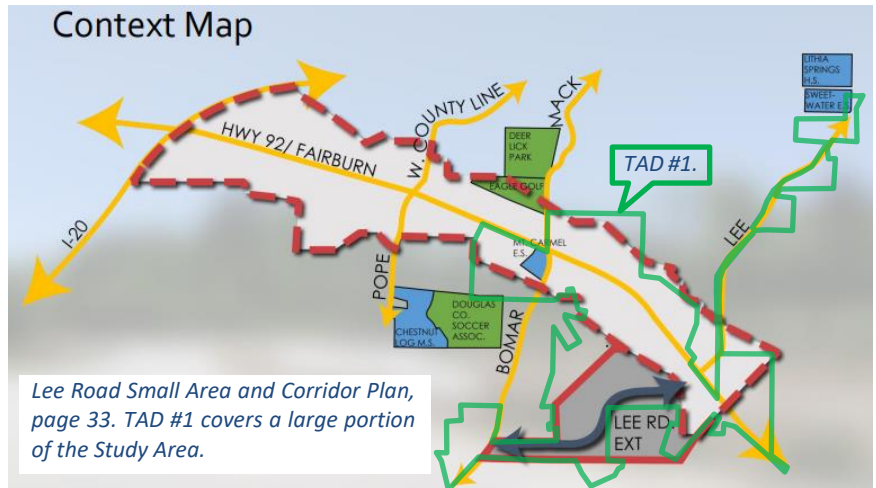 Context Map
LITHIA
SPRINGS
H.S.
SWEET-
WATER E.S.
W. COUNTY LINE
MACK
DEER
LICK
PARK
HWY 92/ FAIRBURN
TAD #1.
EAGLE GOLF
I-20
LEE
MT. CARMEL
E.S.
POPE
CHESTNUT
LOG M.S.
DOUGLAS
CO.
SOCCER
ASSOC.
BOMAR
Lee Road Small Area and Corridor Plan,
page 33. TAD #1 covers a large portion
of the Study Area.
LEE RD.
EXT